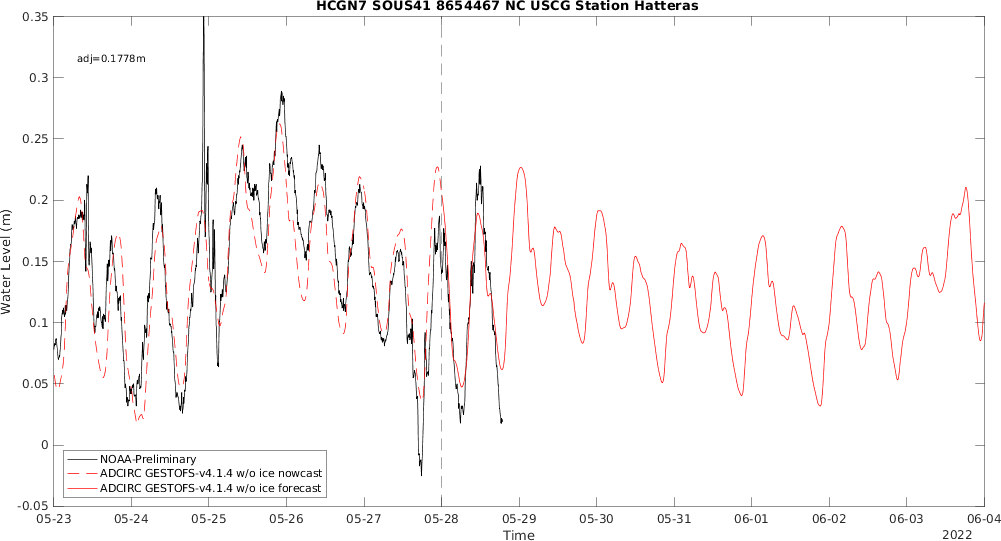 HCGN7 SOUS41 8654467 NC USCG Station Hatteras
0.35
adj=0.1778m
0.3
0.25
0.2
0.15
0.1
0.05
0
-0.05
Water Level (m)
NOAA-Preliminary
ADCIRC GESTOFS-v4.1.4 w/o ice nowcast
ADCIRC GESTOFS-v4.1.4 w/o ice forecast
05-23 05-24 05-25 05-26 05-27 05-28 05-29 05-30 05-31 06-01 06-02 06-03 06-04
Time
2022